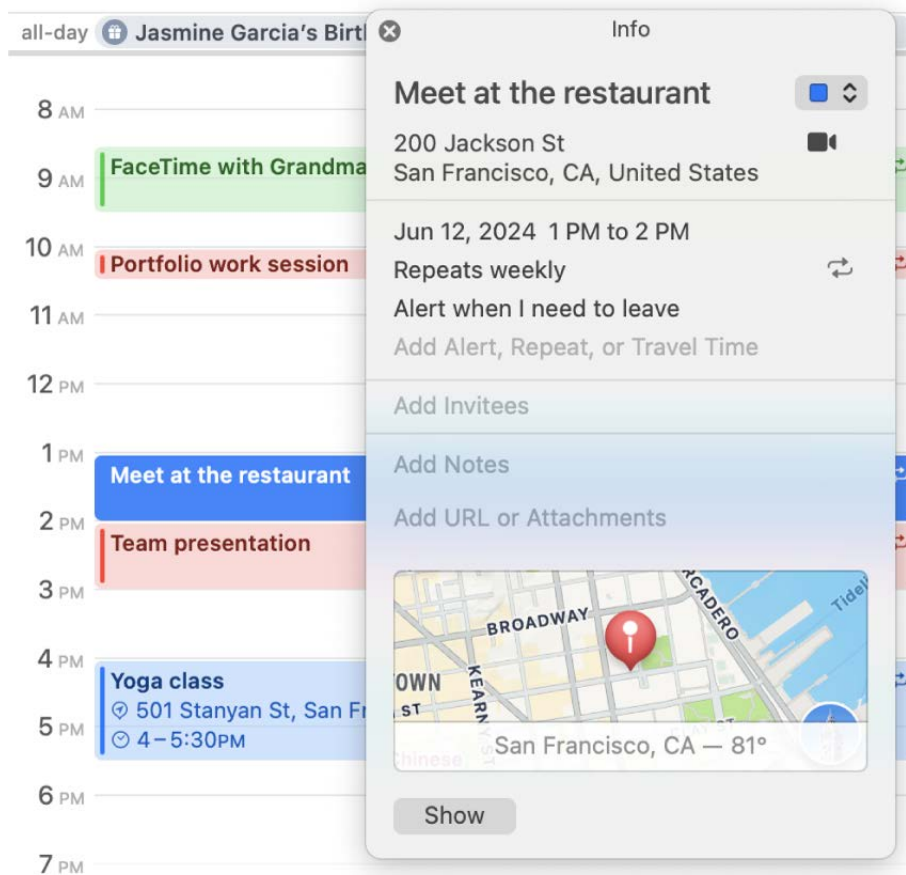 all-day Jasmine Garcia's Birt
8 AM
FaceTime with Grandma
9 AM
10 AM
Portfolio work session
11 AM
12 PM
1 PM
Meet at the restaurant
2 PM
Team presentation
3 PM
4 PM
Yoga class
501 Stanyan St, San Fr
5 PM
4–5:30PM
6 PM
7 PM
Info
Meet at the restaurant
200 Jackson St
San Francisco, CA, United States
Jun 12, 2024 1 PM to 2 PM
Repeats weekly
Alert when I need to leave
Add Alert, Repeat, or Travel Time
Add Invitees
Add Notes
Add URL or Attachments
BROADWAY
RCADERO
Tidel
OWN
ST
KEARNY ST
CLAY ST
Chinese
San Francisco, CA — 81°
Show